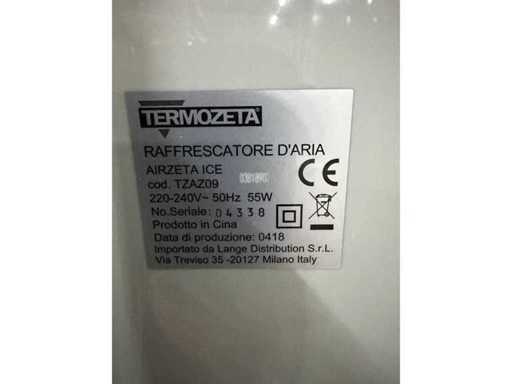 TERMOZETA
RAFFRESCATORE D'ARIA
AIRZETA ICE
cod. TZAZ09
220-240V~ 50Hz 55W
No.Seriale: 04338
Prodotto in Cina
Data di produzione: 0418
Importato da Lange Distribution S.r.L.
Via Treviso 35 -20127 Milano Italy
CE